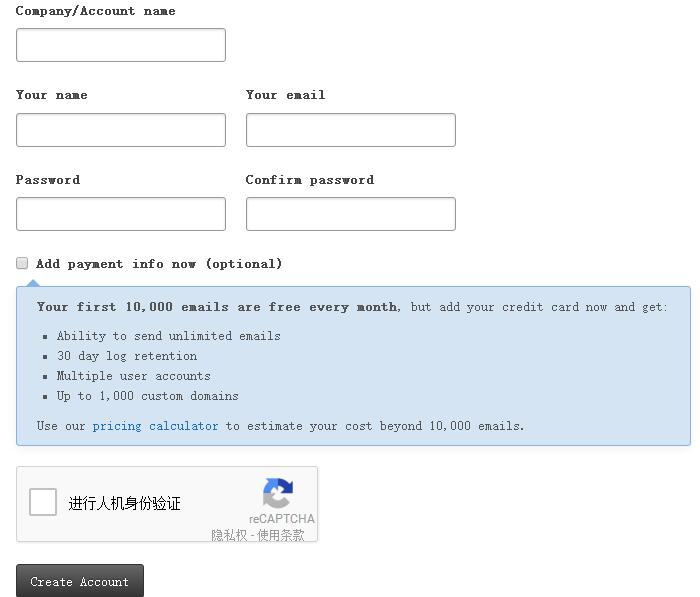 Company/Account name
Your name Your email
Password Confirm password
Add payment info now (optional)
Your first 10,000 emails are free every month, but add your credit card now and get:
Ability to send unlimited emails
30 day log retention
Multiple user accounts
Up to 1,000 custom domains
Use our pricing calculator to estimate your cost beyond 10,000 emails.
进行人机身份验证
reCAPTCHA
隐私权 - 使用条款
Create Account